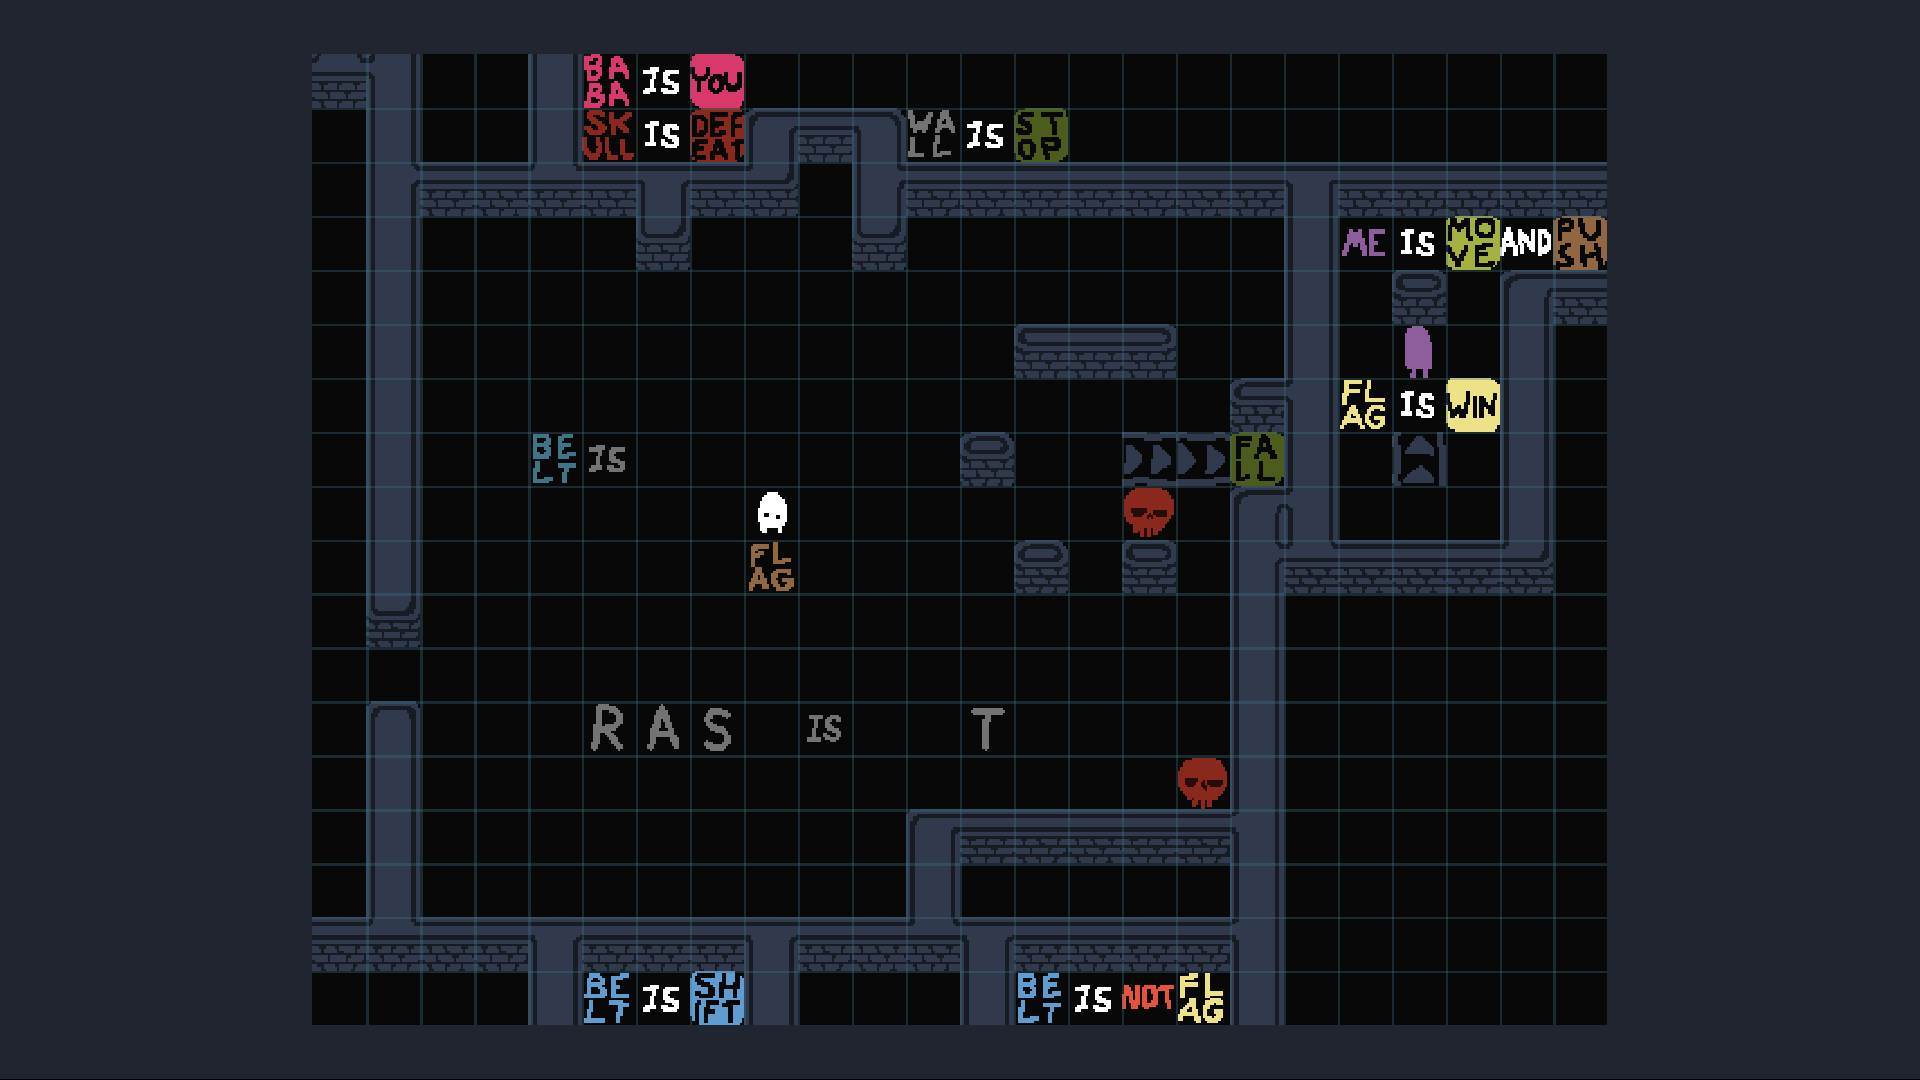 BABA IS YOU
SKULL IS DEFEAT
WALL IS STOP
ME IS MOVE AND PUSH
FLAG IS WIN
BELT IS
FALL
FLAG
R A S IS T
BELT IS SHIFT
BELT IS NOT FLAG